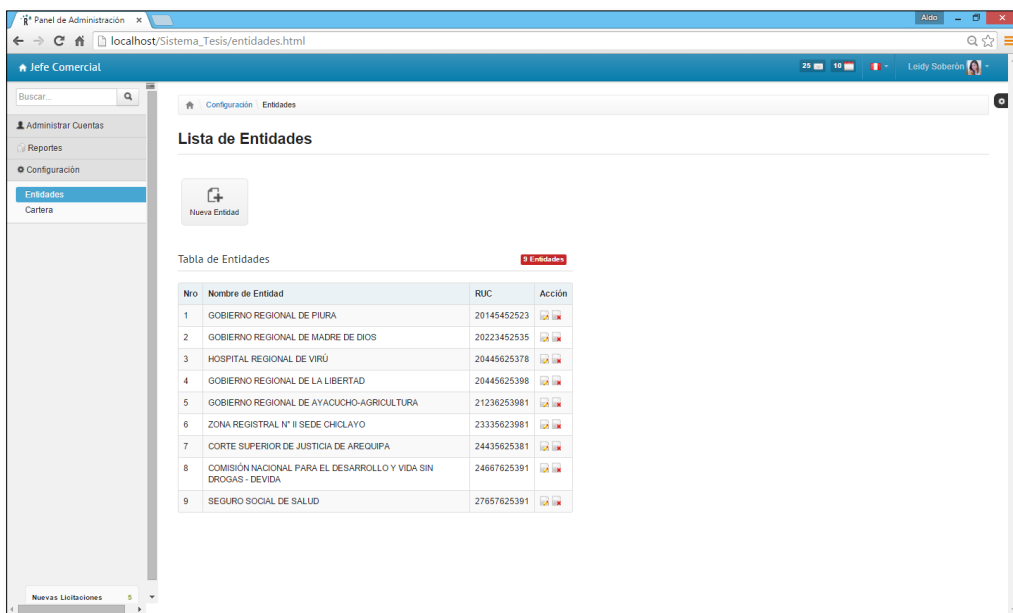 Panel de Administración
Aldo
localhost/Sistema_Tesis/entidades.html
Jefe Comercial
25 10 Leidy Soberón
Buscar...
Configuración Entidades
Administrar Cuentas
Reportes
Configuración
Entidades
Cartera
Lista de Entidades
Nueva Entidad
Tabla de Entidades 9 Entidades
Nro Nombre de Entidad RUC Acción
1 GOBIERNO REGIONAL DE PIURA 20145452523
2 GOBIERNO REGIONAL DE MADRE DE DIOS 20223452535
3 HOSPITAL REGIONAL DE VIRÚ 20445625378
4 GOBIERNO REGIONAL DE LA LIBERTAD 20445625398
5 GOBIERNO REGIONAL DE AYACUCHO-AGRICULTURA 21236253981
6 ZONA REGISTRAL N° II SEDE CHICLAYO 23335623981
7 CORTE SUPERIOR DE JUSTICIA DE AREQUIPA 24435625381
8 COMISIÓN NACIONAL PARA EL DESARROLLO Y VIDA SIN 24667625391
DROGAS - DEVIDA
9 SEGURO SOCIAL DE SALUD 27657625391
Nuevas Licitaciones 5